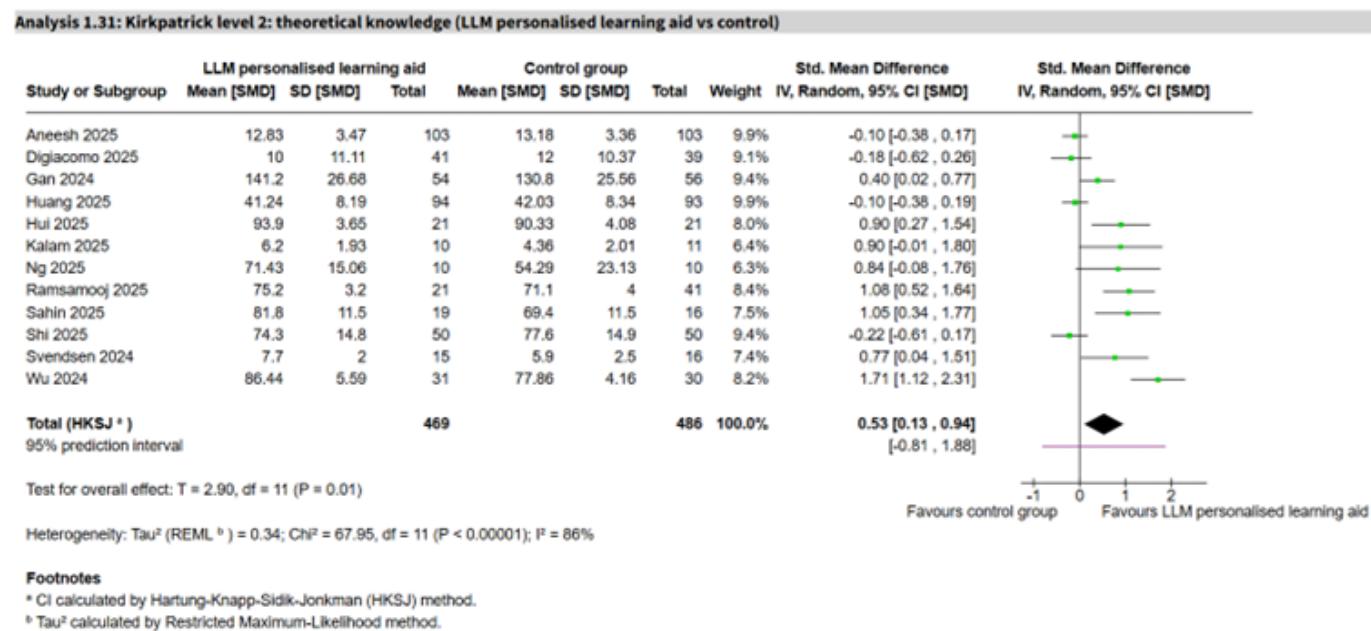 Analysis 1.31: Kirkpatrick level 2: theoretical knowledge (LLM personalised learning aid vs control)
LLM personalised learning aid Control group Std. Mean Difference Std. Mean Difference
Study or Subgroup Mean [SMD] SD [SMD] Total Mean [SMD] SD [SMD] Total Weight IV, Random, 95% CI [SMD] IV, Random, 95% CI [SMD]
Aneesh 2025 12.83 3.47 103 13.18 3.36 103 9.9% -0.10 [-0.38 , 0.17]
Digiacomo 2025 10 11.11 41 12 10.37 39 9.1% -0.18 [-0.62 , 0.26]
Gan 2024 141.2 26.68 54 130.8 25.56 56 9.4% 0.40 [0.02 , 0.77]
Huang 2025 41.24 8.19 94 42.03 8.34 93 9.9% -0.10 [-0.38 , 0.19]
Hui 2025 93.9 3.65 21 90.33 4.08 21 8.0% 0.90 [0.27 , 1.54]
Kalam 2025 6.2 1.93 10 4.36 2.01 11 6.4% 0.90 [-0.01 , 1.80]
Ng 2025 71.43 15.06 10 54.29 23.13 10 6.3% 0.84 [-0.08 , 1.76]
Ramsamooj 2025 75.2 3.2 21 71.1 4 41 8.4% 1.08 [0.52 , 1.64]
Sahin 2025 81.8 11.5 19 69.4 11.5 16 7.5% 1.05 [0.34 , 1.77]
Shi 2025 74.3 14.8 50 77.6 14.9 50 9.4% -0.22 [-0.61 , 0.17]
Svendsen 2024 7.7 2 15 5.9 2.5 16 7.4% 0.77 [0.04 , 1.51]
Wu 2024 86.44 5.59 31 77.86 4.16 30 8.2% 1.71 [1.12 , 2.31]
Total (HKSJ ª ) 469 486 100.0% 0.53 [0.13 , 0.94]
95% prediction interval [-0.81 , 1.88]
Test for overall effect: T = 2.90, df = 11 (P = 0.01)
-1 0 1 2
Favours control group Favours LLM personalised learning aid
Heterogeneity: Tau² (REML ᵇ ) = 0.34; Chi² = 67.95, df = 11 (P < 0.00001); I² = 86%
Footnotes
ª CI calculated by Hartung-Knapp-Sidik-Jonkman (HKSJ) method.
ᵇ Tau² calculated by Restricted Maximum-Likelihood method.